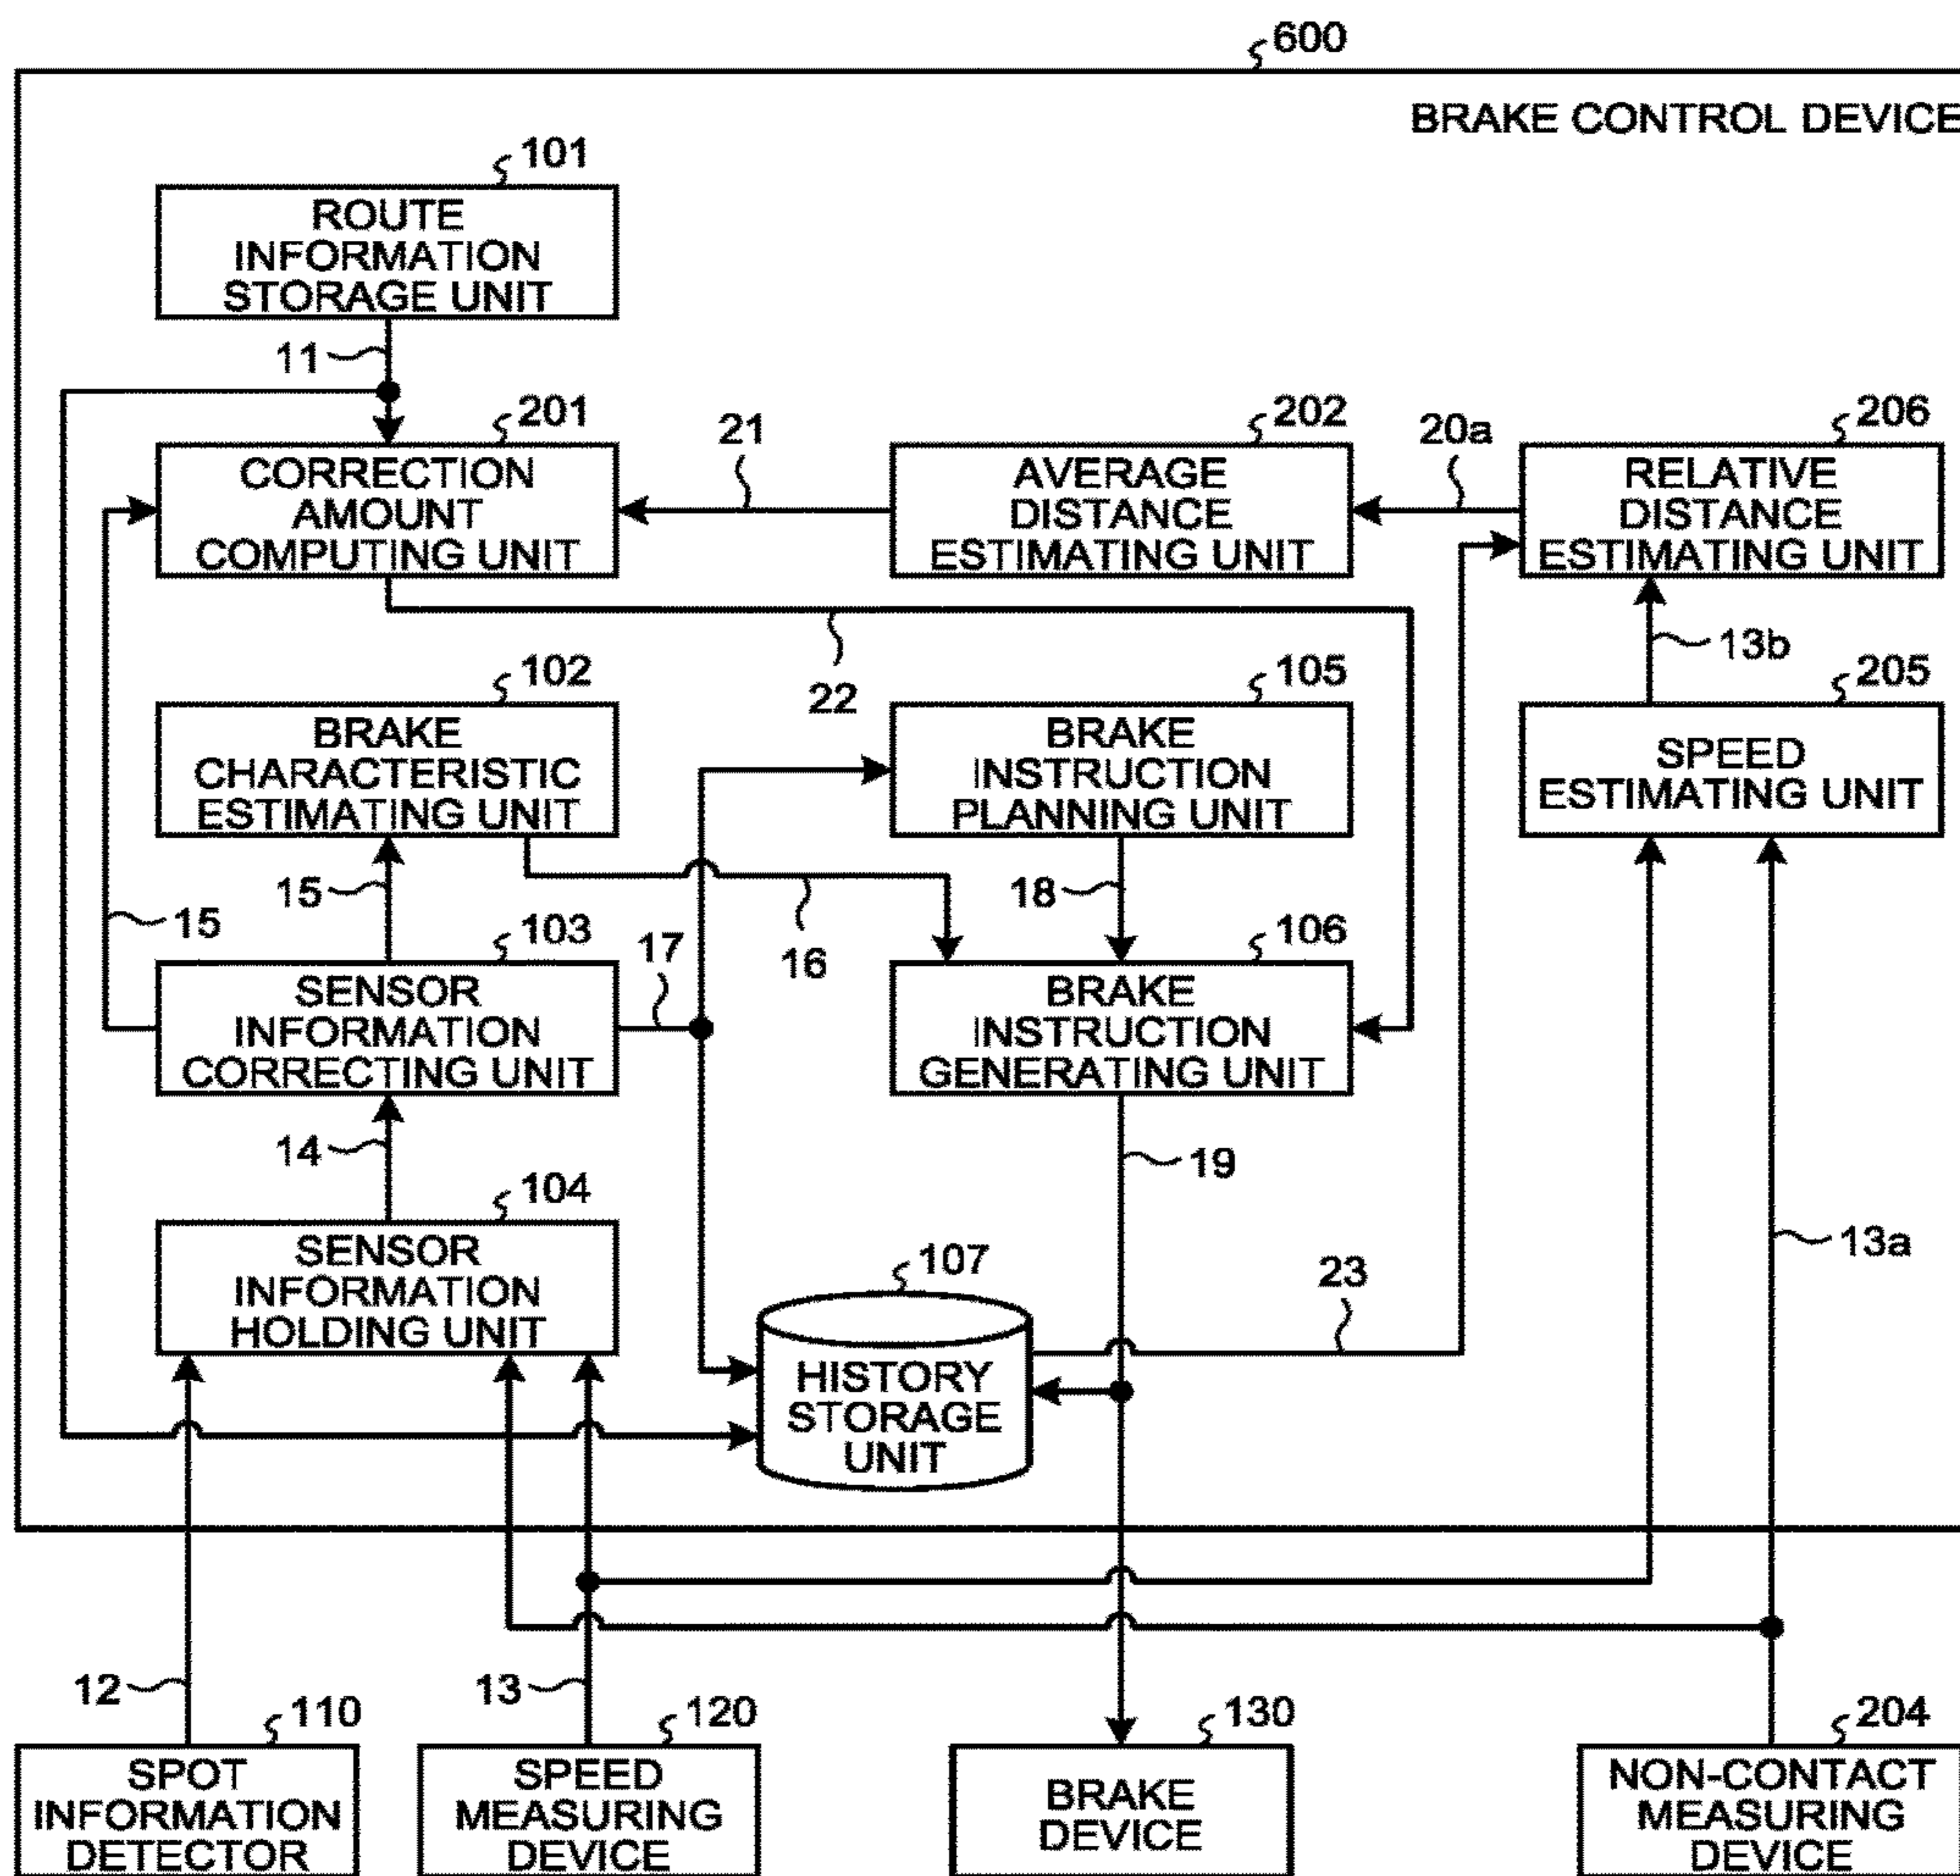 600
BRAKE CONTROL DEVICE
101
ROUTE
INFORMATION
STORAGE UNIT
11
201
CORRECTION
AMOUNT
COMPUTING UNIT
21
202
AVERAGE
DISTANCE
ESTIMATING UNIT
20a
206
RELATIVE
DISTANCE
ESTIMATING UNIT
22
13b
102
BRAKE
CHARACTERISTIC
ESTIMATING UNIT
105
BRAKE
INSTRUCTION
PLANNING UNIT
205
SPEED
ESTIMATING UNIT
15
15
16
18
103
SENSOR
INFORMATION
CORRECTING UNIT
17
106
BRAKE
INSTRUCTION
GENERATING UNIT
14
19
13a
104
SENSOR
INFORMATION
HOLDING UNIT
107
HISTORY
STORAGE
UNIT
23
12
13
110
SPOT
INFORMATION
DETECTOR
120
SPEED
MEASURING
DEVICE
130
BRAKE
DEVICE
204
NON-CONTACT
MEASURING
DEVICE